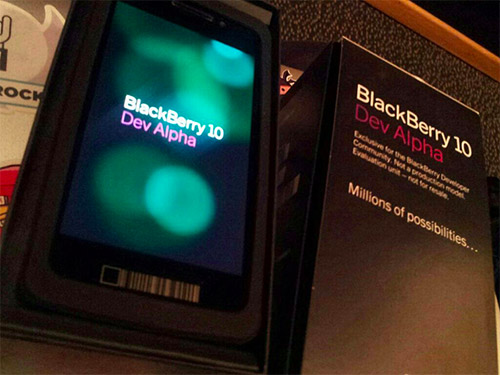 ROCK
BlackBerry 10
Dev Alpha
BlackBerry 10
Dev Alpha
Exclusive for the BlackBerry Developer
Community. Not a production model.
Evaluation unit – not for resale.
Millions of possibilities...